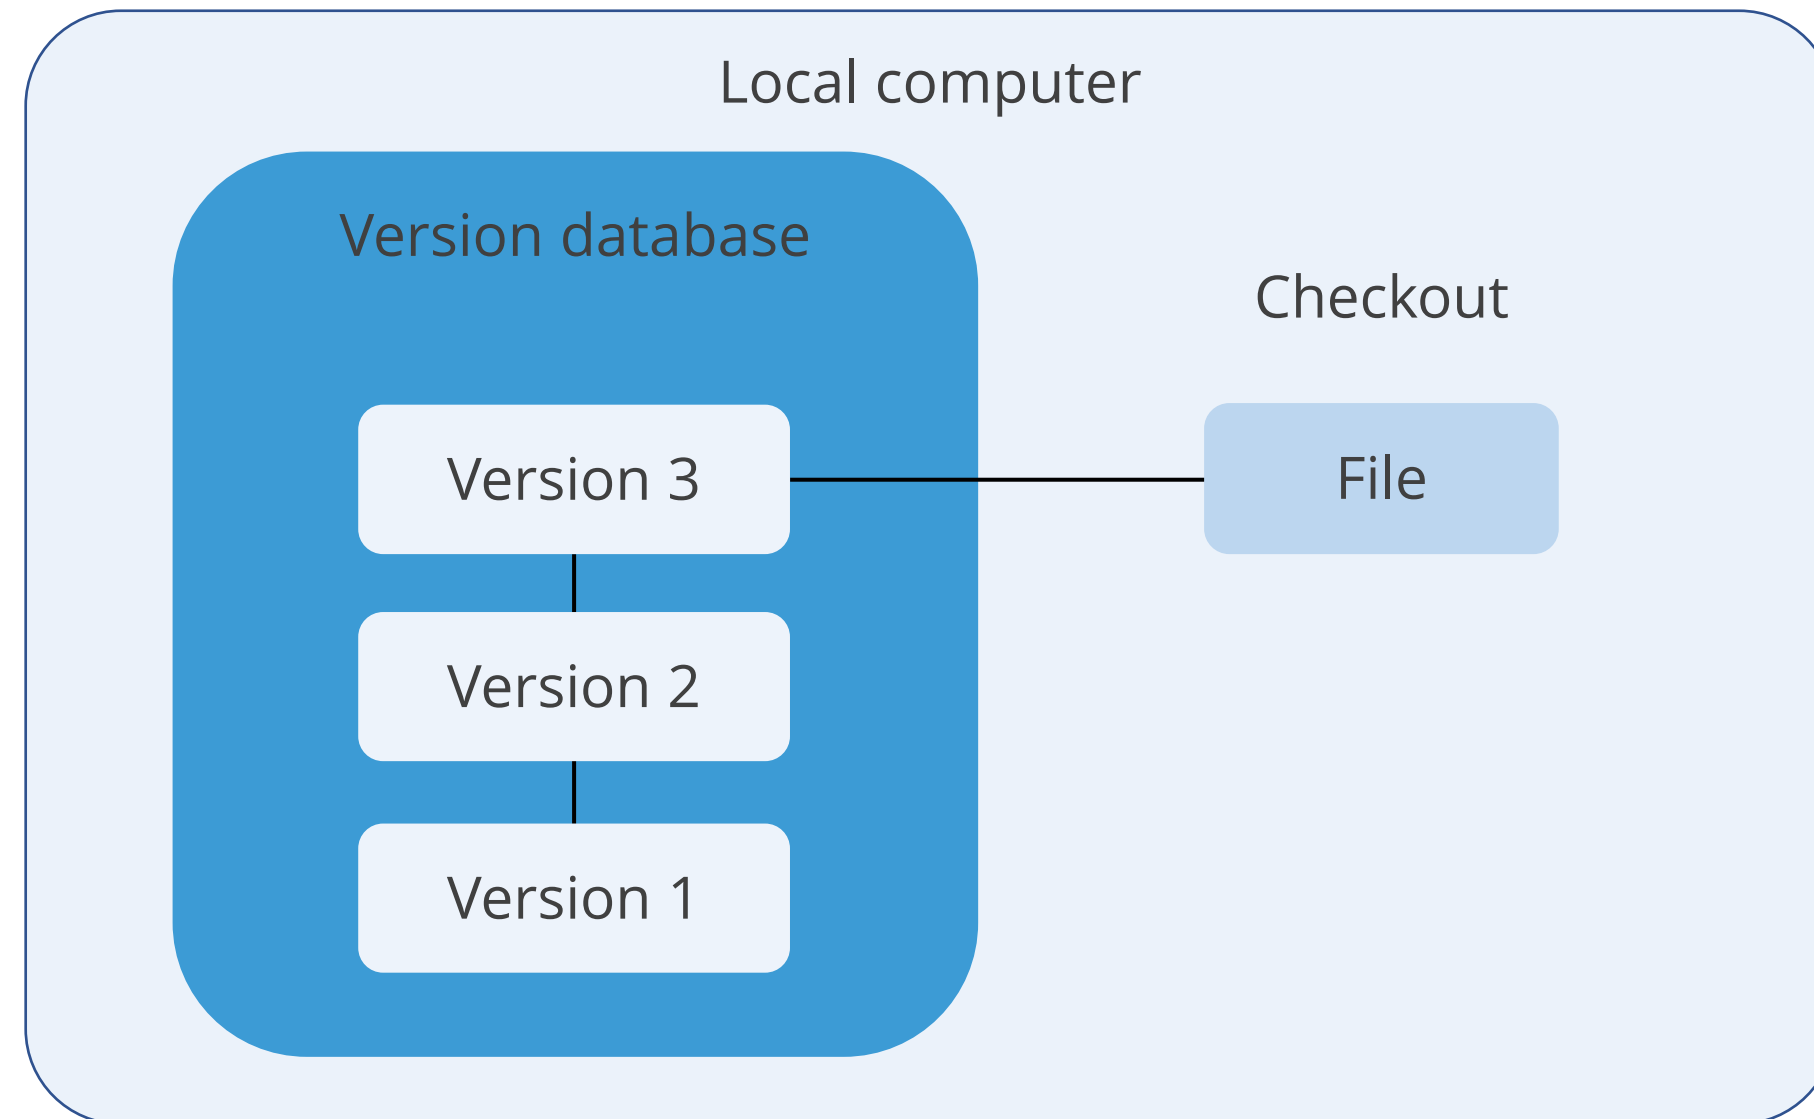 Local computer
Version database
Checkout
Version 3
File
Version 2
Version 1